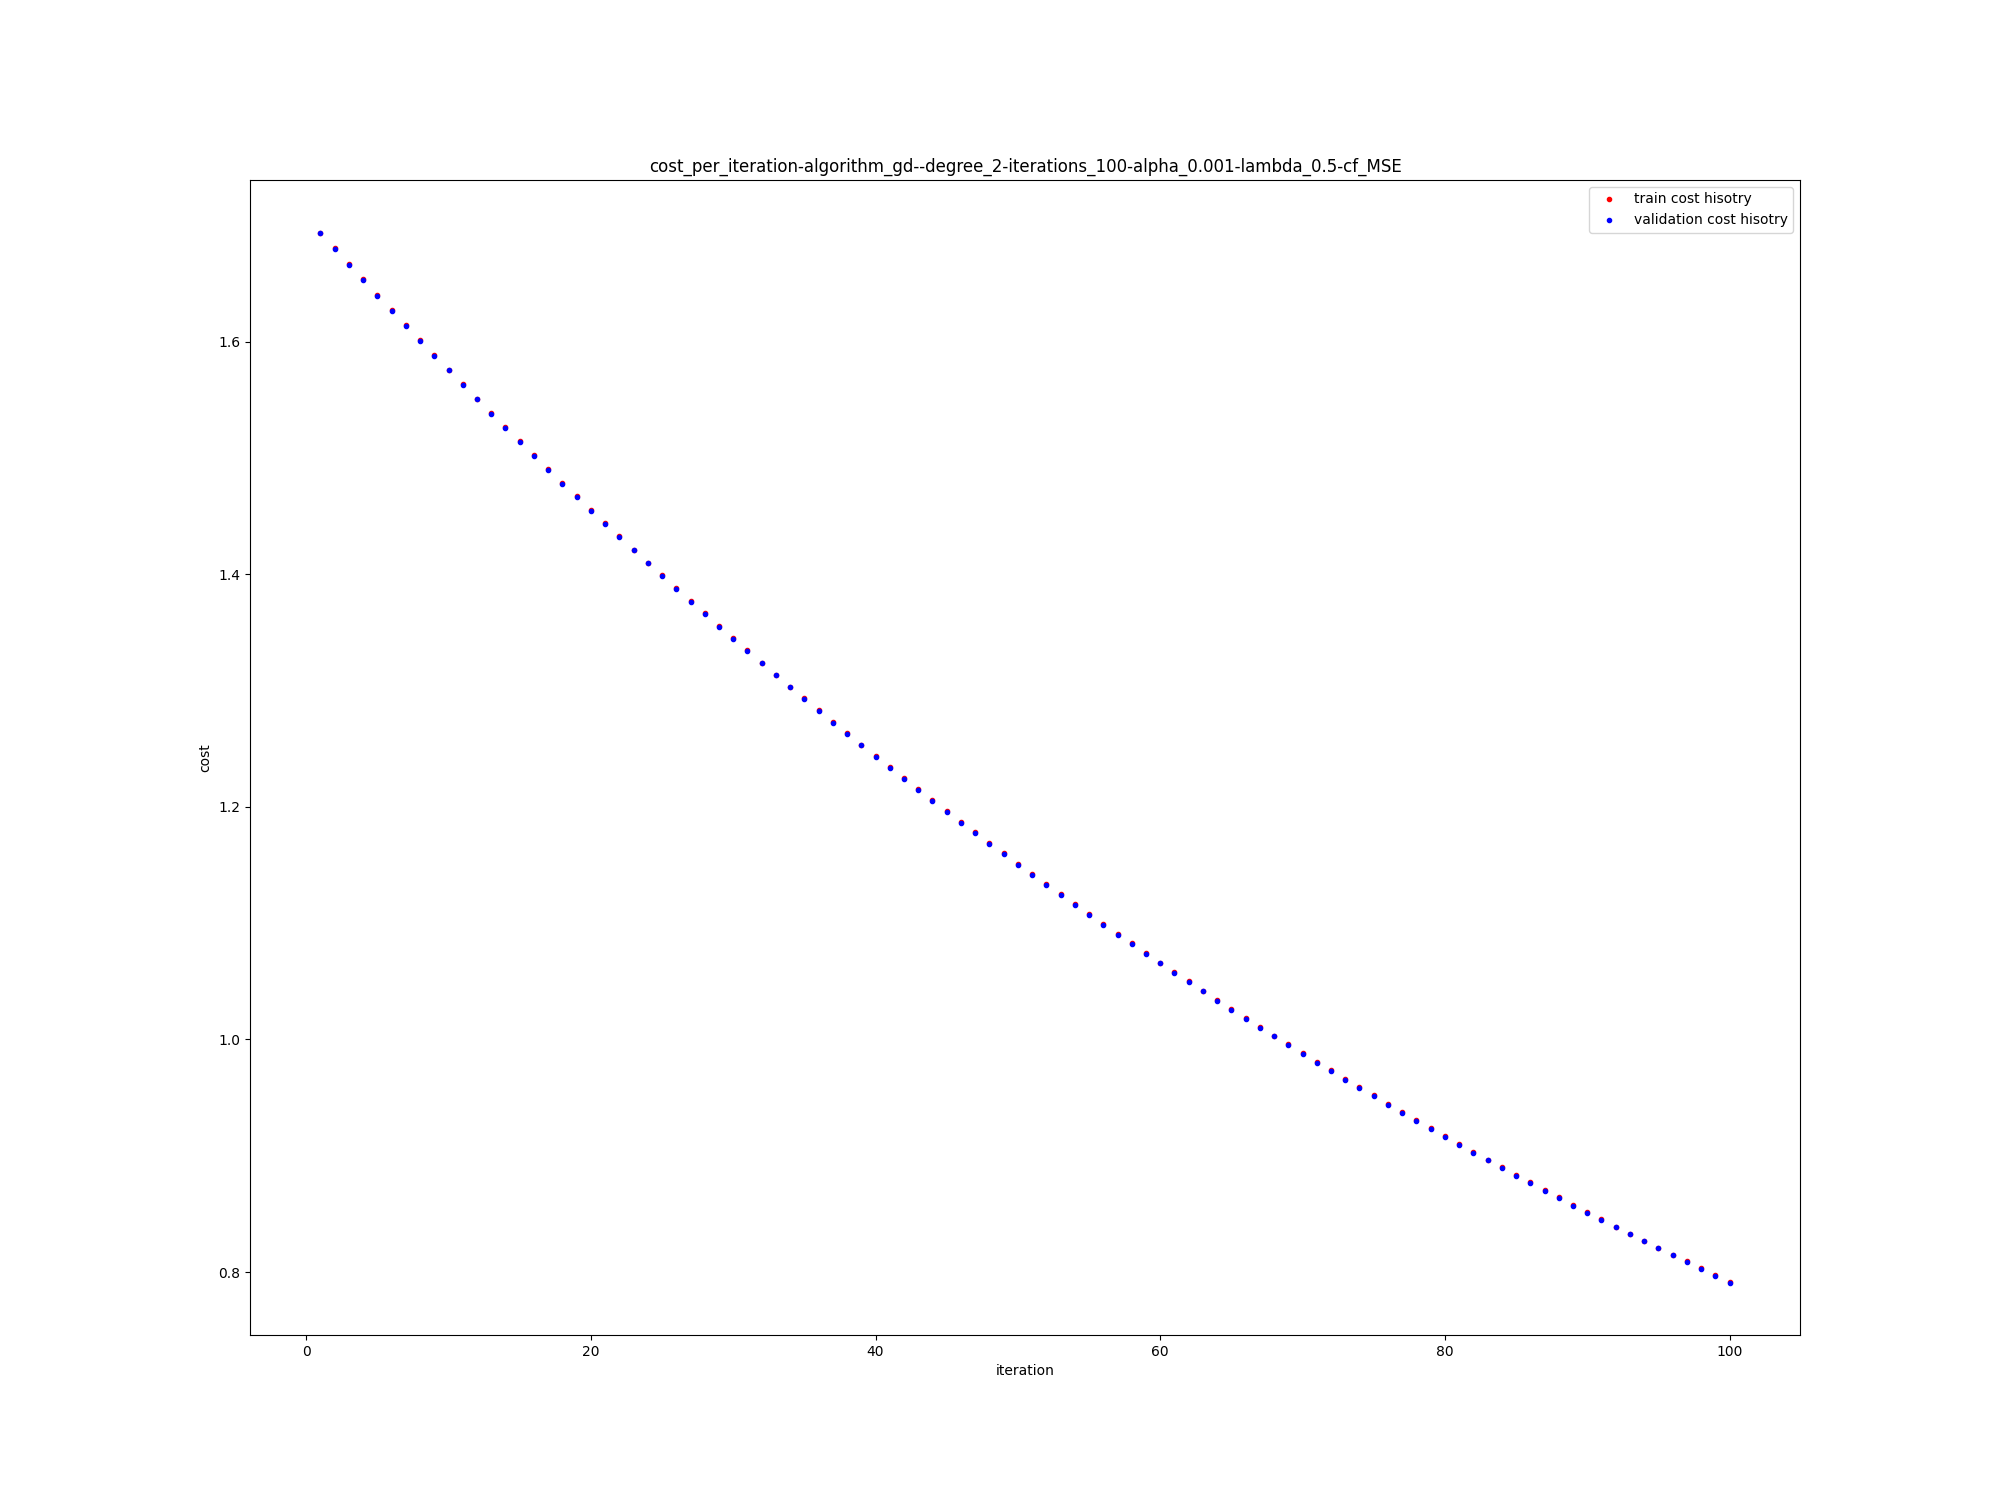 cost_per_iteration-algorithm_gd--degree_2-iterations_100-alpha_0.001-lambda_0.5-cf_MSE
train cost hisotry
validation cost hisotry
1.6
1.4
1.2
1.0
0.8
cost
0 20 40 60 80 100
iteration